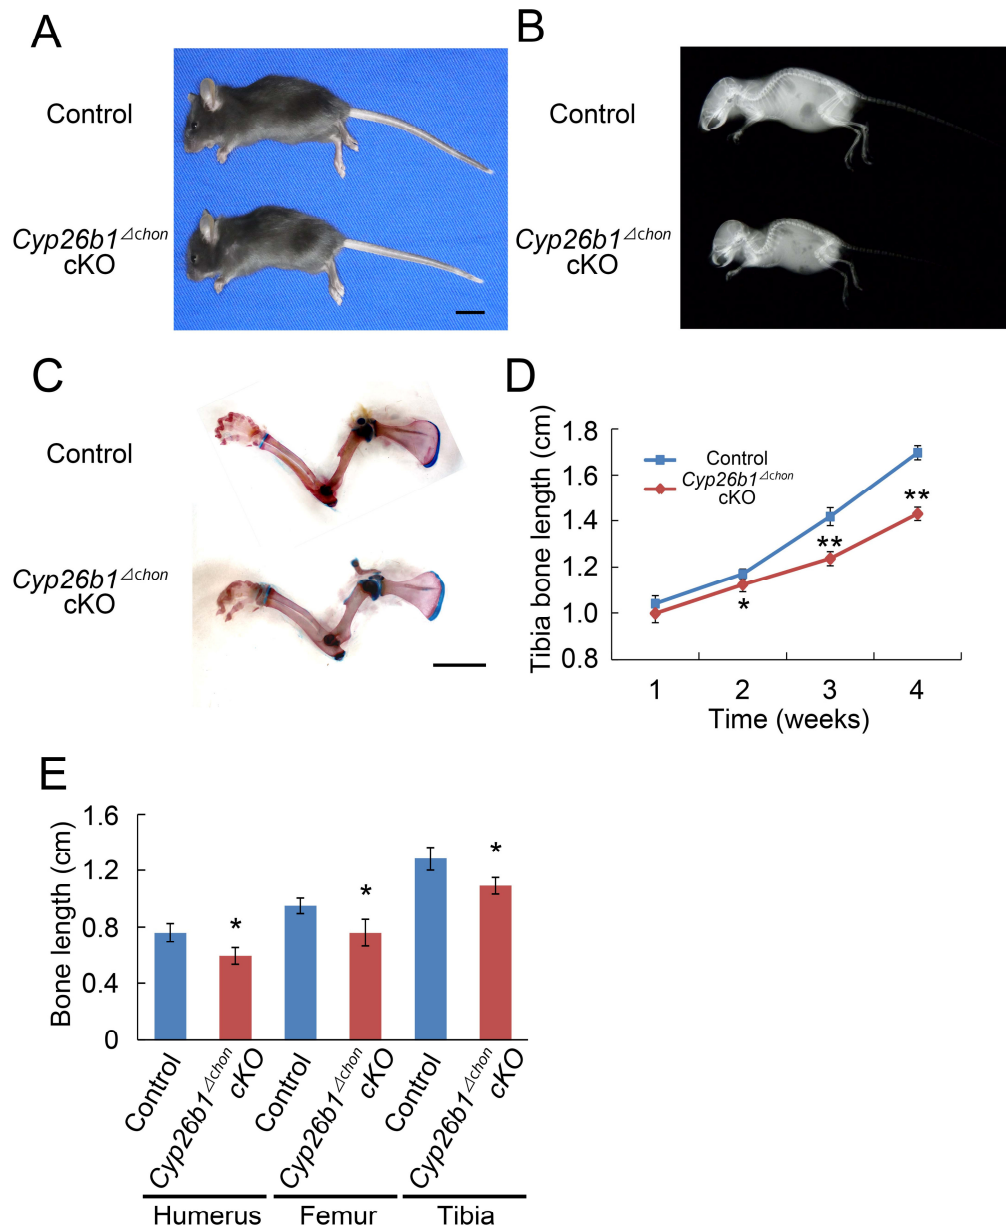 A
Control
Cyp26b1⊿chon
cKO
B
Control
Cyp26b1⊿chon
cKO
C
Control
Cyp26b1⊿chon
cKO
D
Tibia bone length (cm)
1.8
1.6
1.4
1.2
1.0
0.8
Control
Cyp26b1⊿chon
cKO
**
**
*
1 2 3 4
Time (weeks)
E
Bone length (cm)
1.6
1.2
0.8
0.4
0
* * *
Control
Cyp26b1⊿chon
cKO
Control
Cyp26b1⊿chon
cKO
Control
Cyp26b1⊿chon
cKO
Humerus Femur Tibia